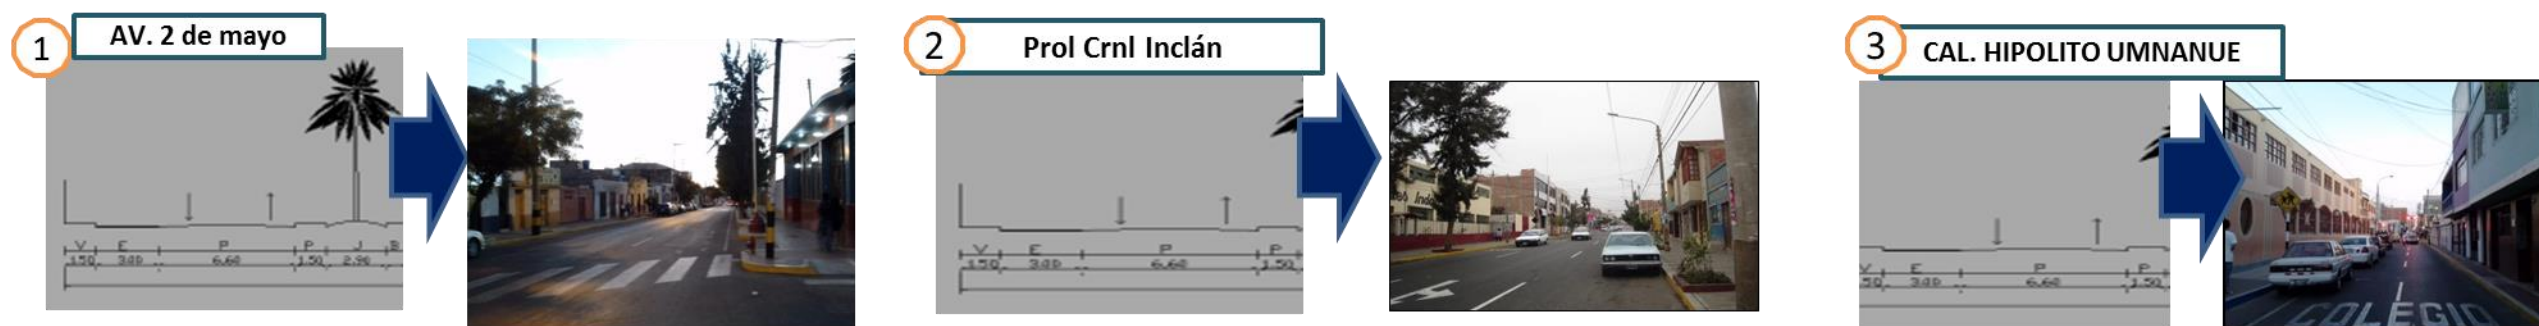 1
AV. 2 de mayo
V E P P J B
1.50 3.00 6.60 1.50 2.90
2
Prol Crnl Inclán
V E P P
1.50 3.00 6.60 1.50
3
CAL. HIPOLITO UMNANUE
V E P P
50 3.00 6.60 1.50
COLEGIO